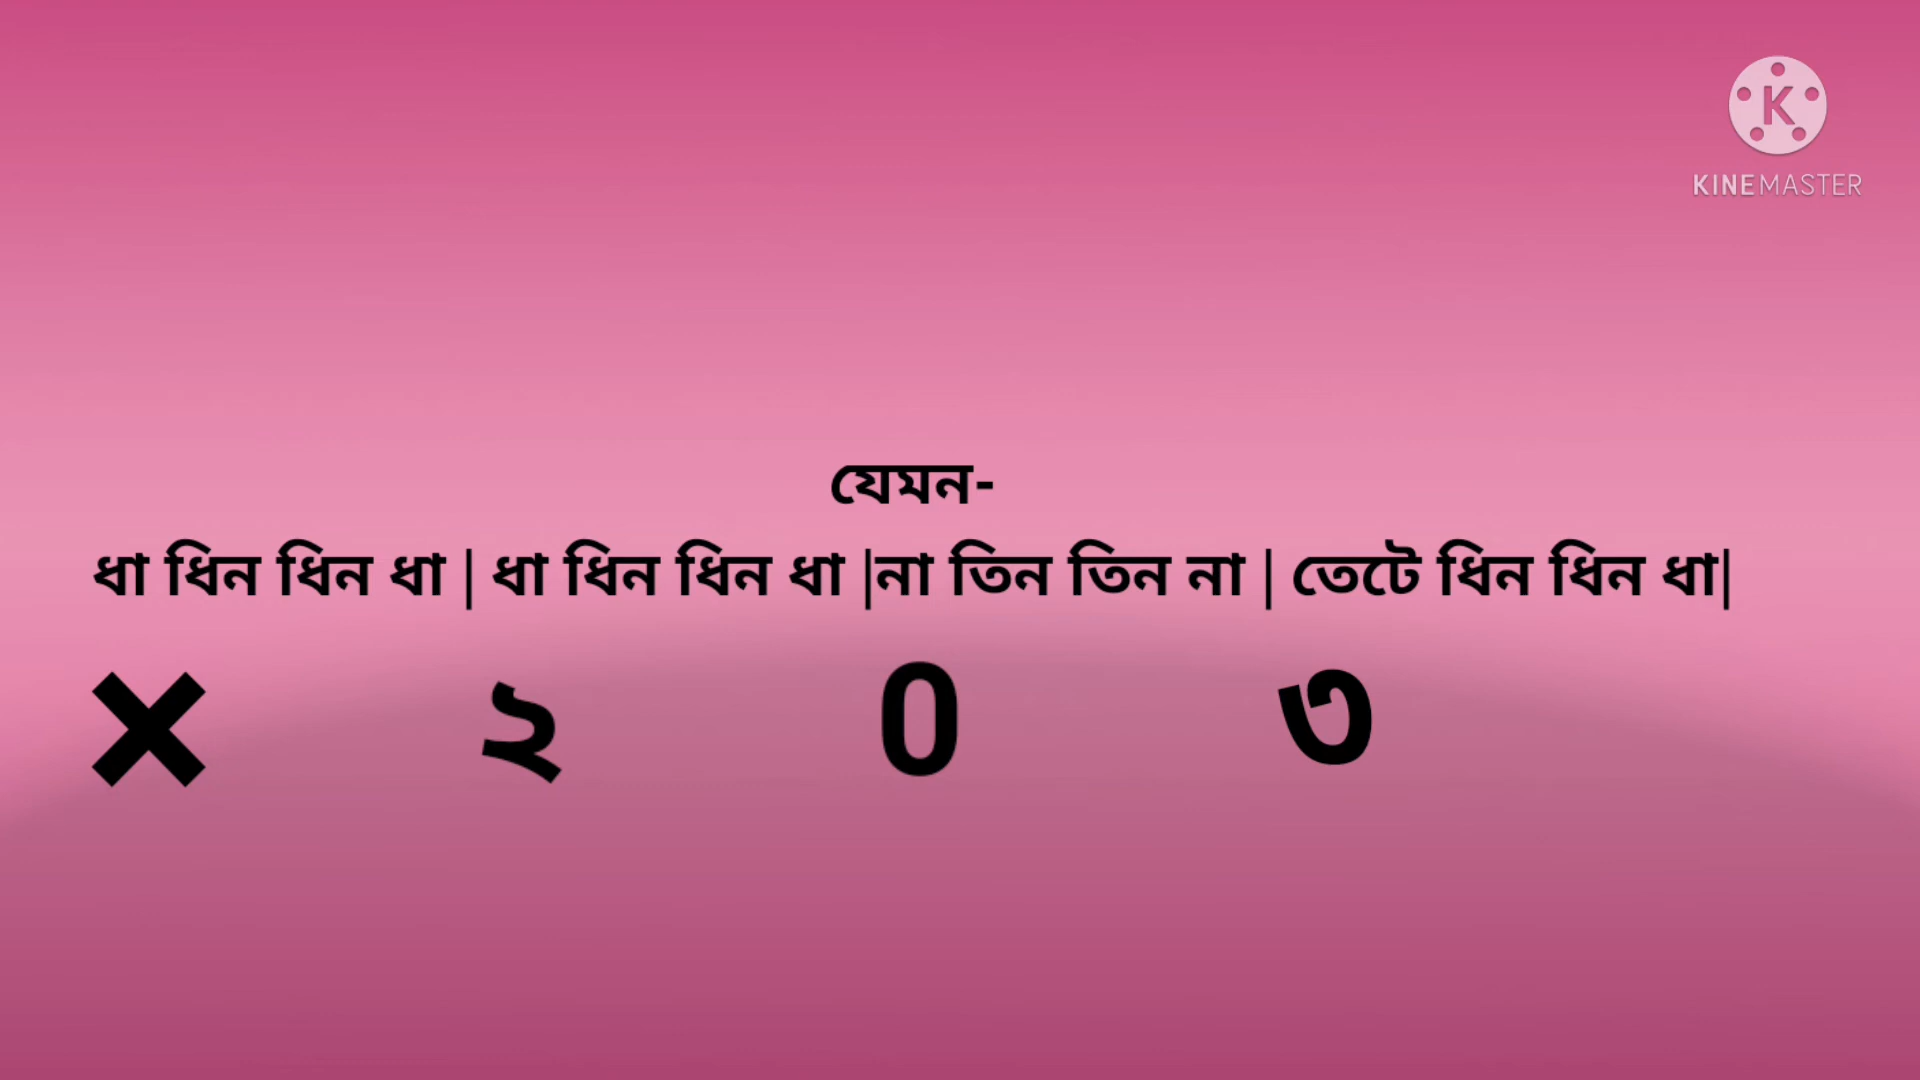 K
KINEMASTER
যেমন-
ধা ধিন ধিন ধা | ধা ধিন ধিন ধা |না তিন তিন না | তেটে ধিন ধিন ধা|
× ২ 0 ৩